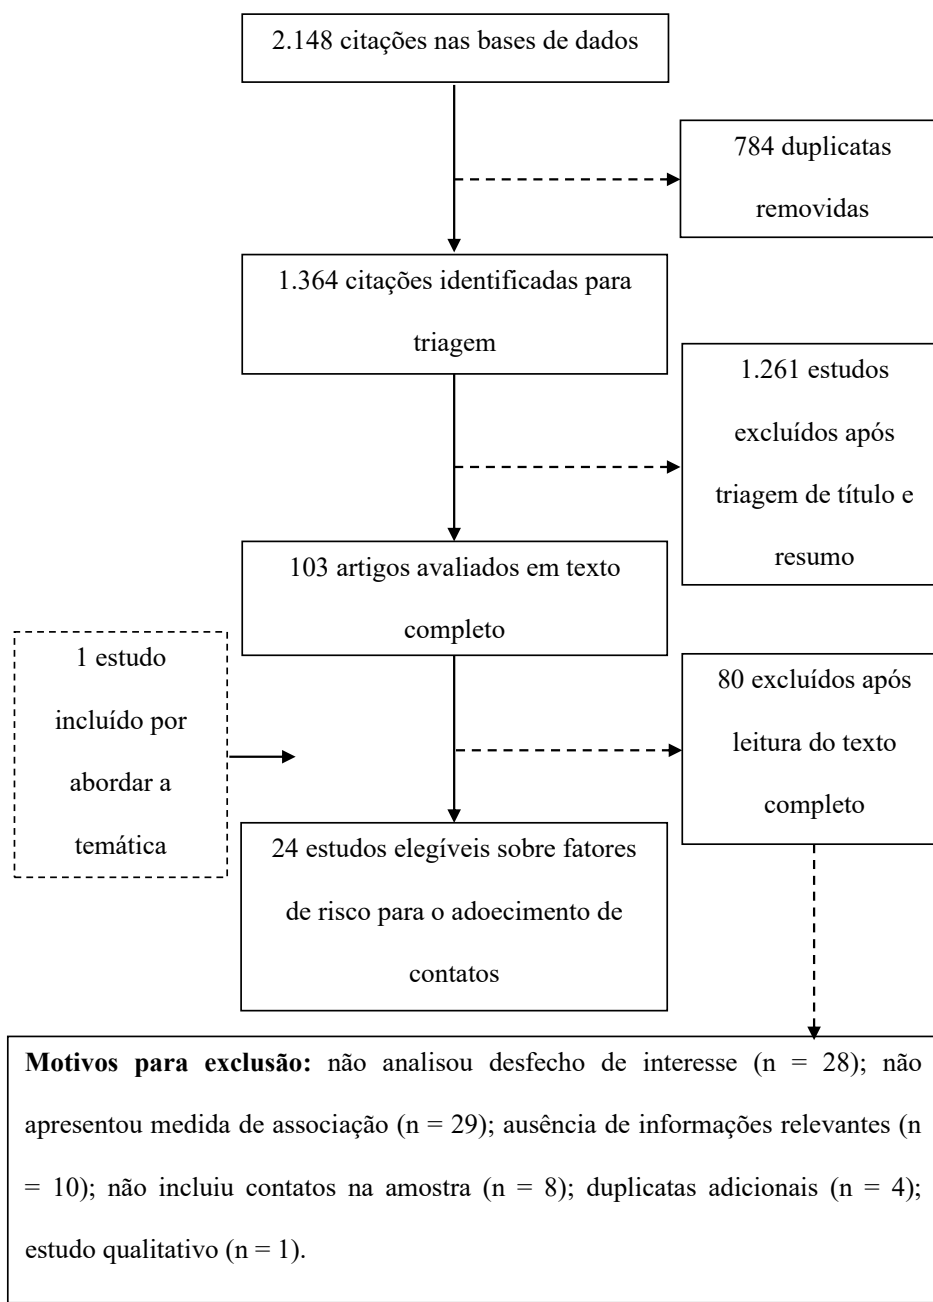 2.148 citações nas bases de dados
784 duplicatas
removidas
1.364 citações identificadas para
triagem
1.261 estudos
excluídos após
triagem de título e
resumo
103 artigos avaliados em texto
completo
1 estudo
incluído por
abordar a
temática
80 excluídos após
leitura do texto
completo
24 estudos elegíveis sobre fatores
de risco para o adoecimento de
contatos
Motivos para exclusão: não analisou desfecho de interesse (n = 28); não
apresentou medida de associação (n = 29); ausência de informações relevantes (n
= 10); não incluiu contatos na amostra (n = 8); duplicatas adicionais (n = 4);
estudo qualitativo (n = 1).